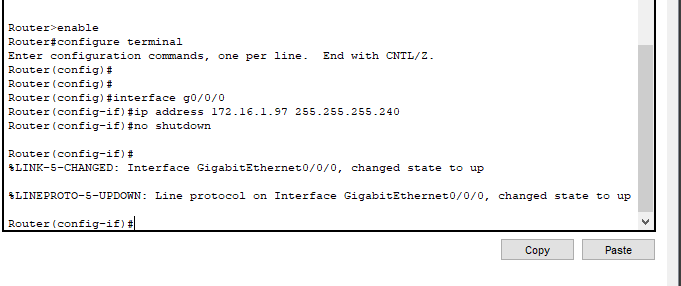 Router>enable
Router#configure terminal
Enter configuration commands, one per line.  End with CNTL/Z.
Router(config)#
Router(config)#
Router(config)#interface g0/0/0
Router(config-if)#ip address 172.16.1.97 255.255.255.240
Router(config-if)#no shutdown
Router(config-if)#
%LINK-5-CHANGED: Interface GigabitEthernet0/0/0, changed state to up
%LINEPROTO-5-UPDOWN: Line protocol on Interface GigabitEthernet0/0/0, changed state to up
Router(config-if)#
Copy
Paste